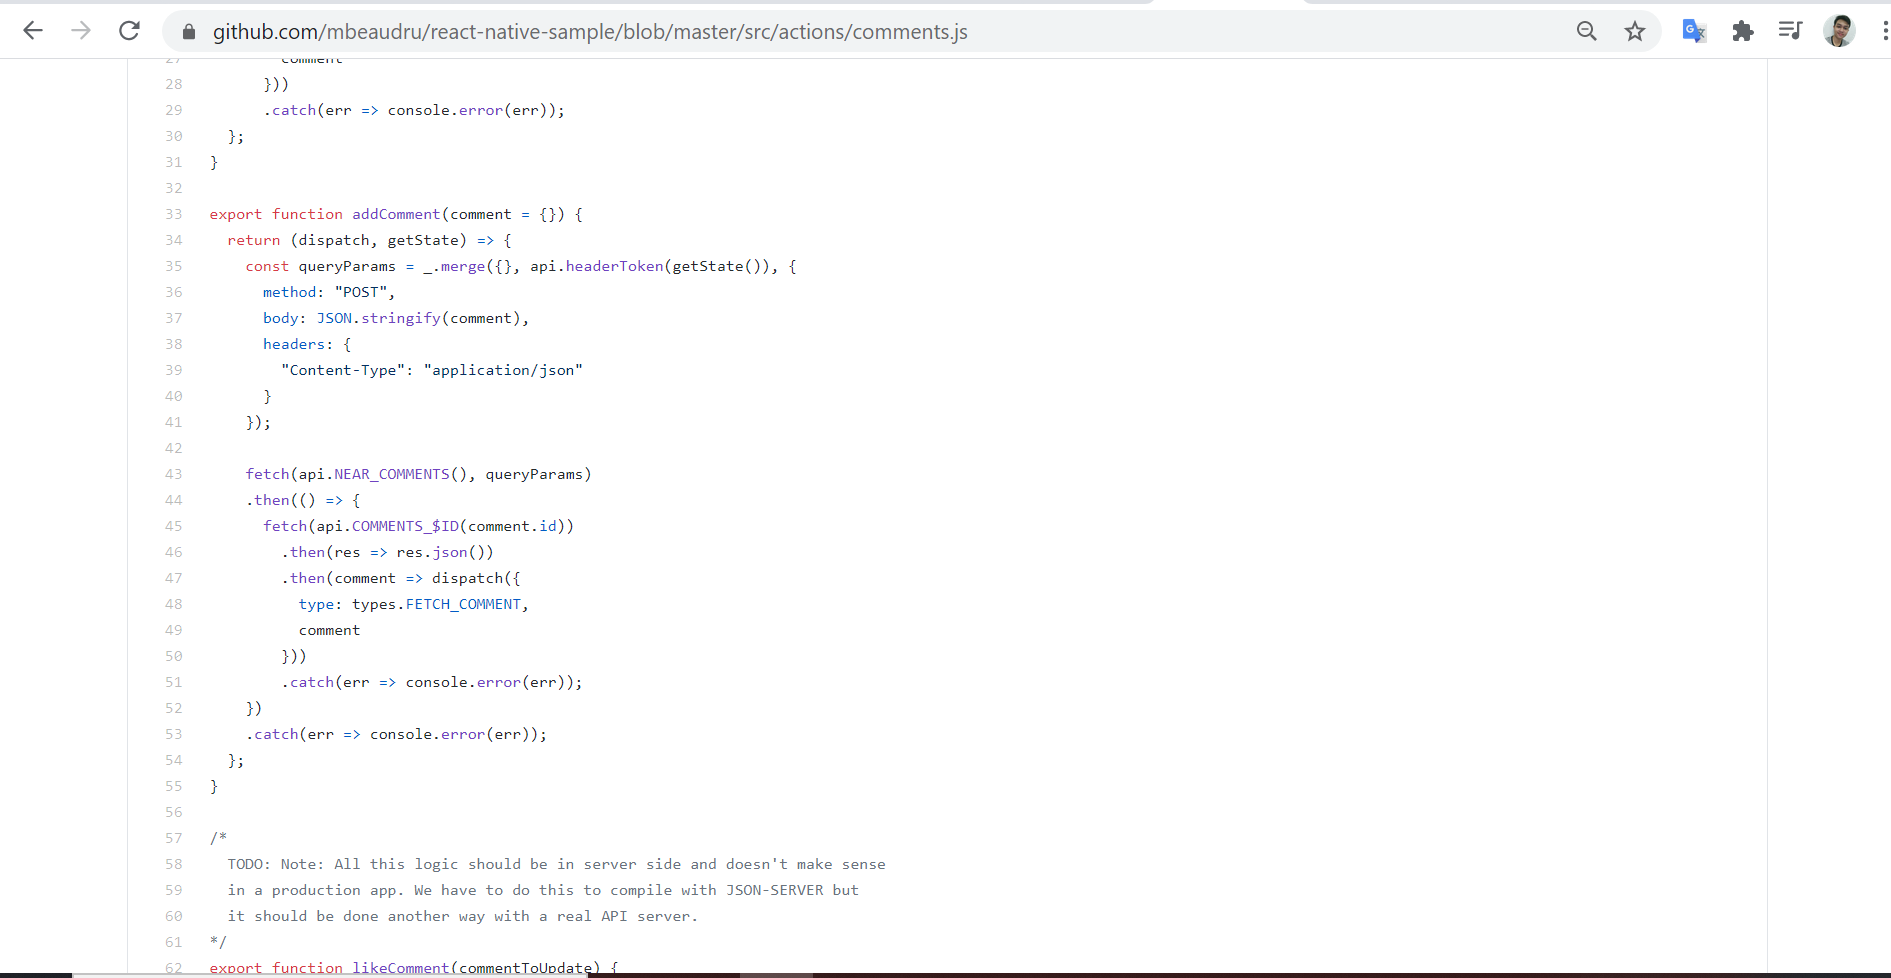 github.com/mbeaudru/react-native-sample/blob/master/src/actions/comments.js
27 comment
28 }))
29 .catch(err => console.error(err));
30 };
31 }
32
33 export function addComment(comment = {}) {
34 return (dispatch, getState) => {
35 const queryParams = _.merge({}, api.headerToken(getState()), {
36 method: "POST",
37 body: JSON.stringify(comment),
38 headers: {
39 "Content-Type": "application/json"
40 }
41 });
42
43 fetch(api.NEAR_COMMENTS(), queryParams)
44 .then(() => {
45 fetch(api.COMMENTS_$ID(comment.id))
46 .then(res => res.json())
47 .then(comment => dispatch({
48 type: types.FETCH_COMMENT,
49 comment
50 }))
51 .catch(err => console.error(err));
52 })
53 .catch(err => console.error(err));
54 };
55 }
56
57 /*
58 TODO: Note: All this logic should be in server side and doesn't make sense
59 in a production app. We have to do this to compile with JSON-SERVER but
60 it should be done another way with a real API server.
61 */
62 export function likeComment(commentToUpdate) {